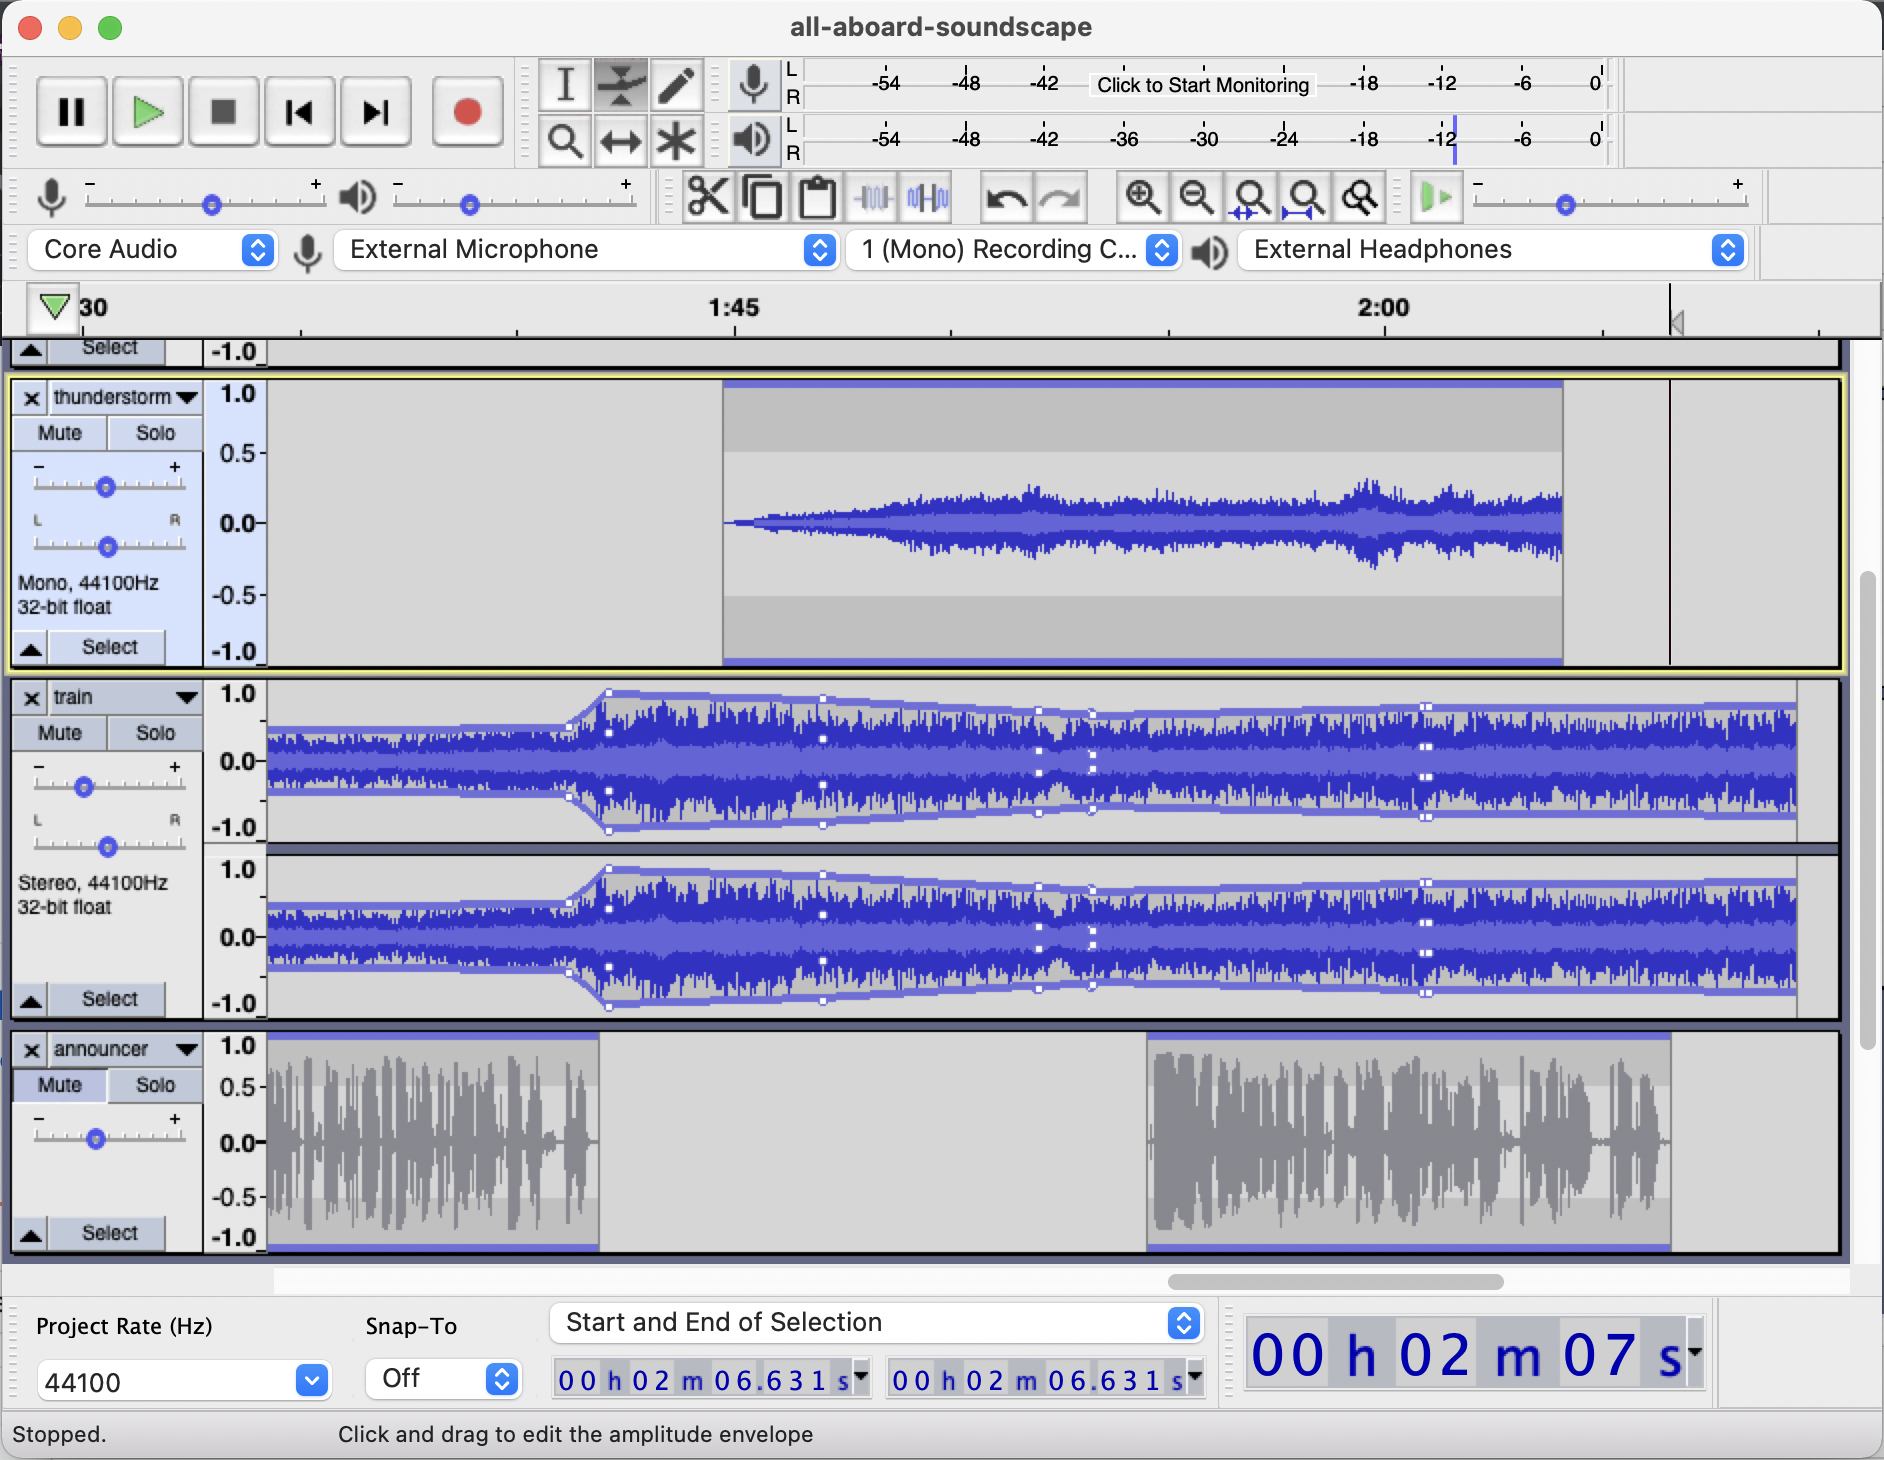 all-aboard-soundscape
L
R
-54 -48 -42 Click to Start Monitoring -18 -12 -6 0
L
R
-54 -48 -42 -36 -30 -24 -18 -12 -6 0
- + - + - +
Core Audio External Microphone 1 (Mono) Recording C... External Headphones
30 1:45 2:00
Select -1.0
thunderstorm 1.0
Mute Solo
0.5
- +
L R
0.0
Mono, 44100Hz
32-bit float
-0.5
Select -1.0
train 1.0
Mute Solo
- + 0.0
L R
-1.0
1.0
Stereo, 44100Hz
32-bit float
0.0
Select -1.0
announcer 1.0
Mute Solo 0.5
- +
0.0
-0.5
Select -1.0
Project Rate (Hz) Snap-To Start and End of Selection
44100 Off 00 h 02 m 06.631 s 00 h 02 m 06.631 s 00 h 02 m 07 s
Stopped. Click and drag to edit the amplitude envelope